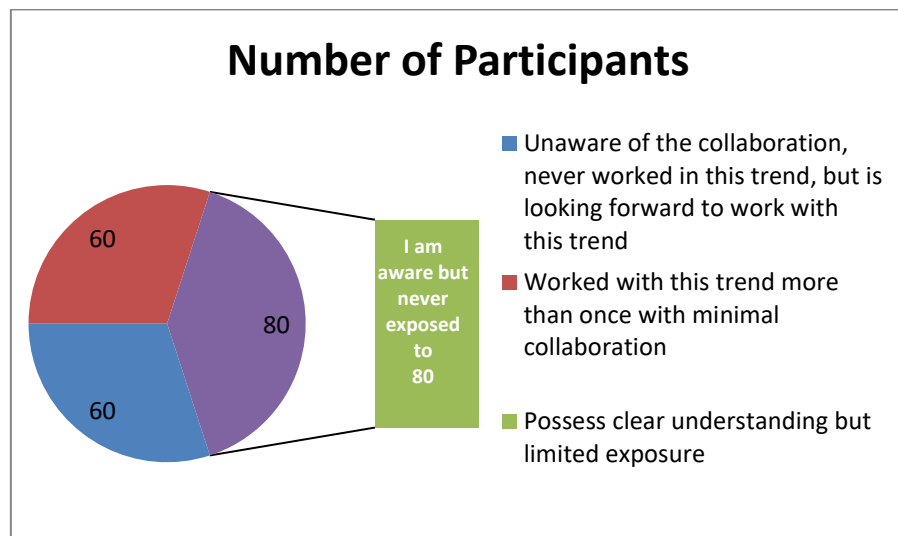 Number of Participants
60
80
60
I am
aware but
never
exposed
to
80
Unaware of the collaboration,
never worked in this trend, but is
looking forward to work with
this trend
Worked with this trend more
than once with minimal
collaboration
Possess clear understanding but
limited exposure